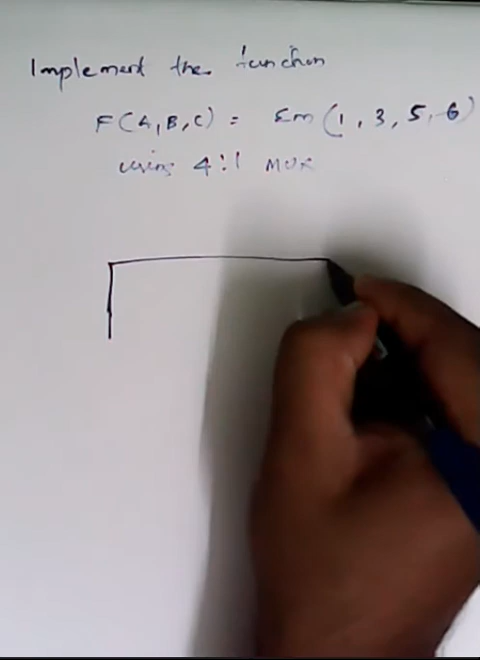 Implement the function
F(A,B,C) = Σm (1, 3, 5, 6)
using 4:1 MUX